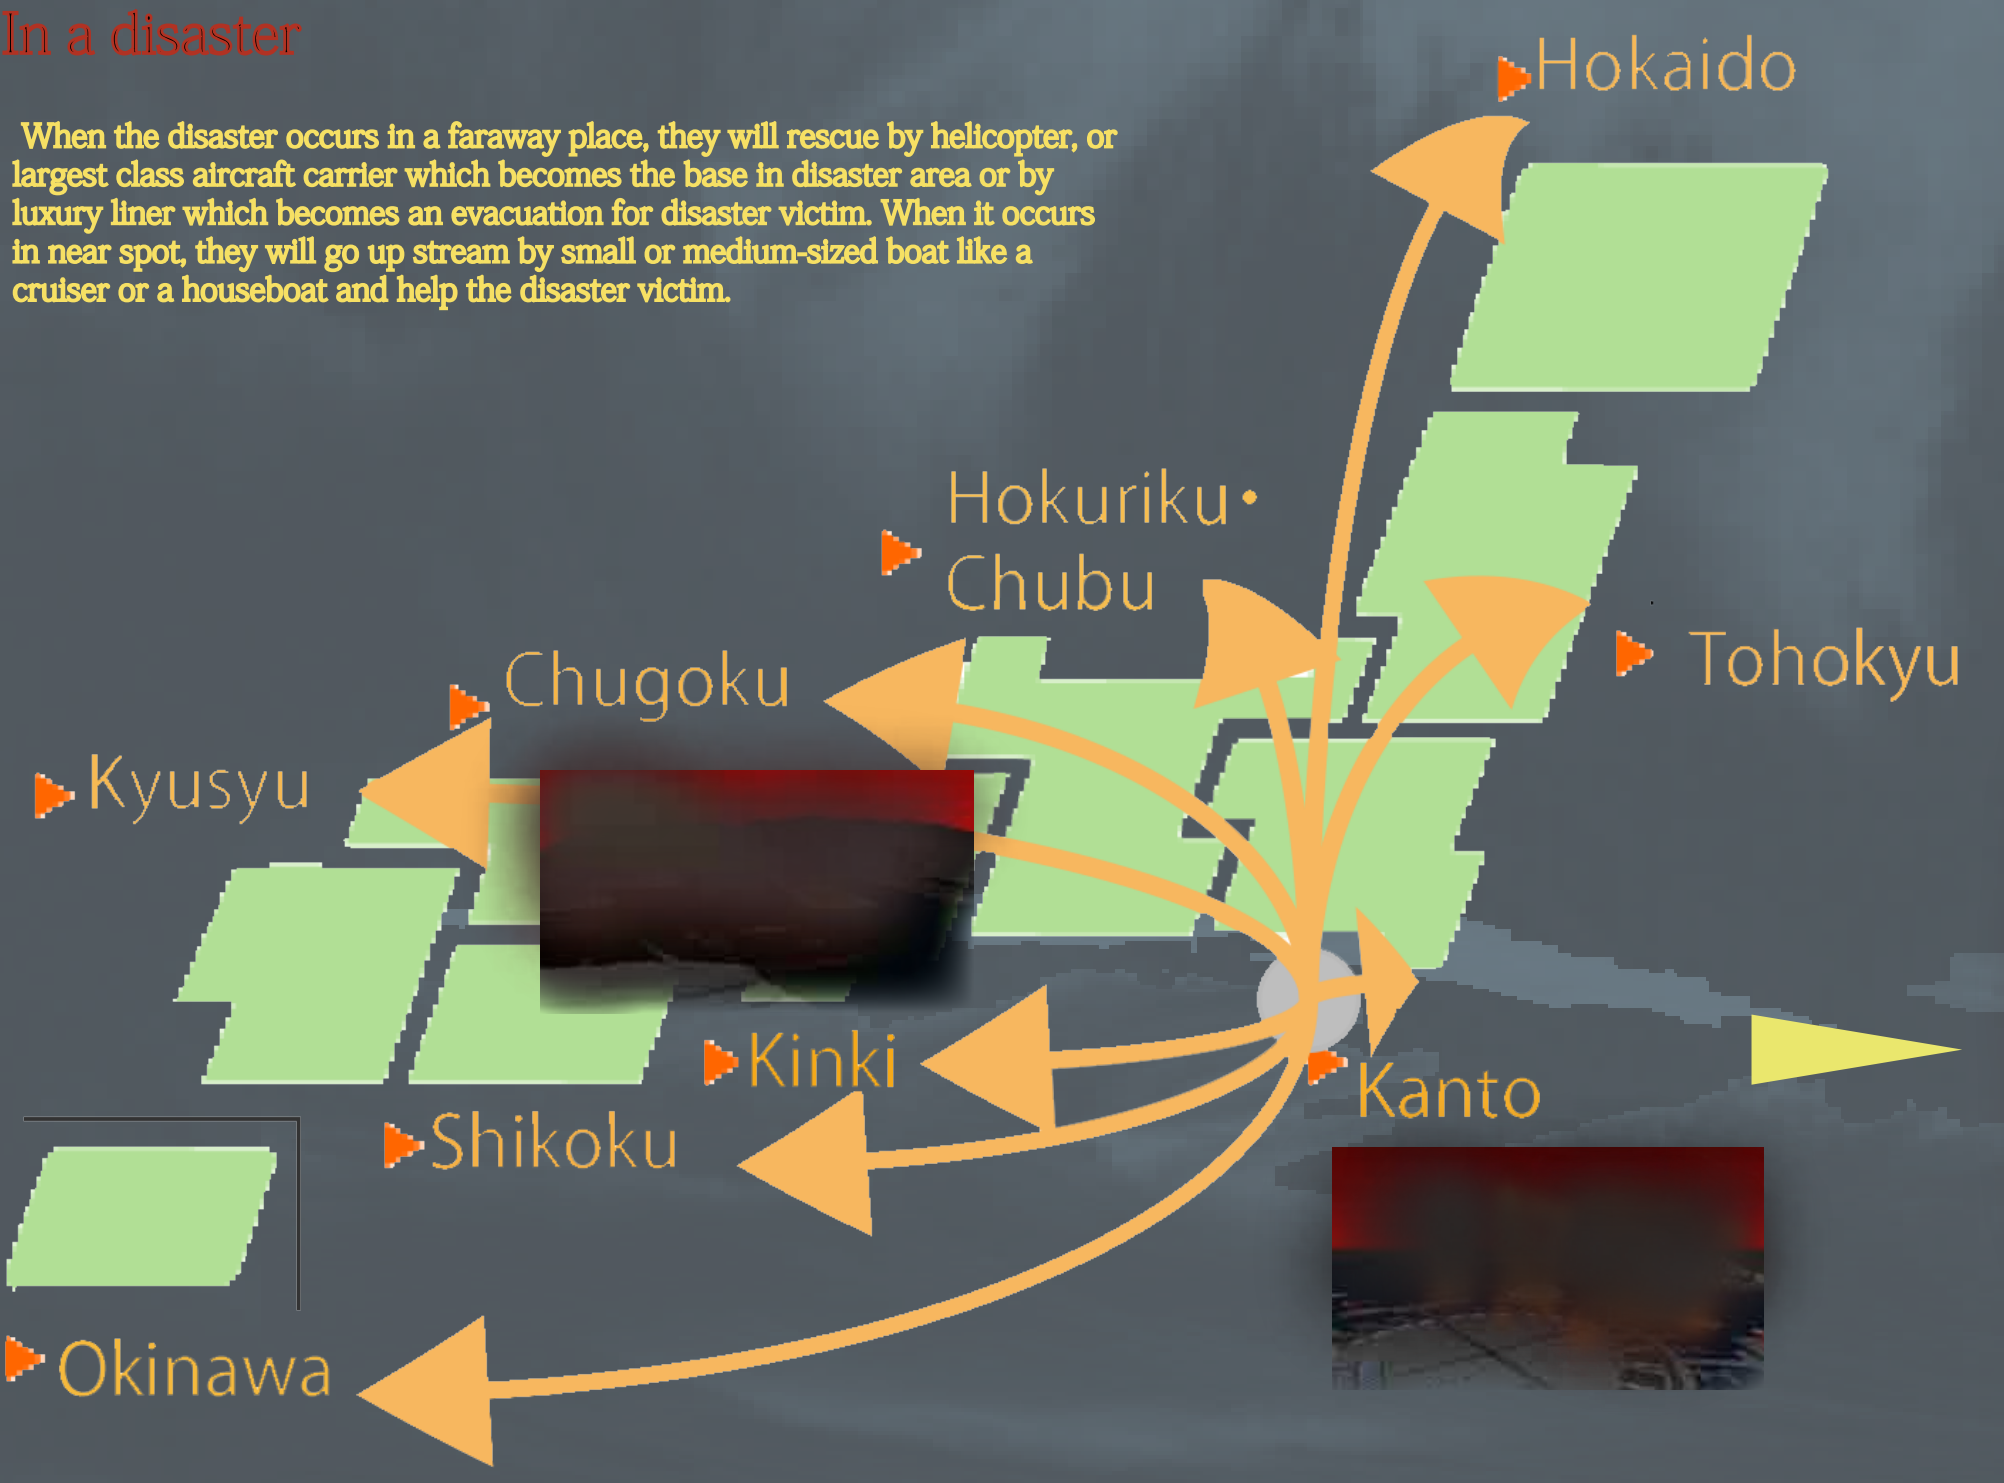 In a disaster
When the disaster occurs in a faraway place, they will rescue by helicopter, or
largest class aircraft carrier which becomes the base in disaster area or by
luxury liner which becomes an evacuation for disaster victim. When it occurs
in near spot, they will go up stream by small or medium-sized boat like a
cruiser or a houseboat and help the disaster victim.
Hokaido
Hokuriku・
Chubu
Tohokyu
Chugoku
Kyusyu
Kinki
Kanto
Shikoku
Okinawa